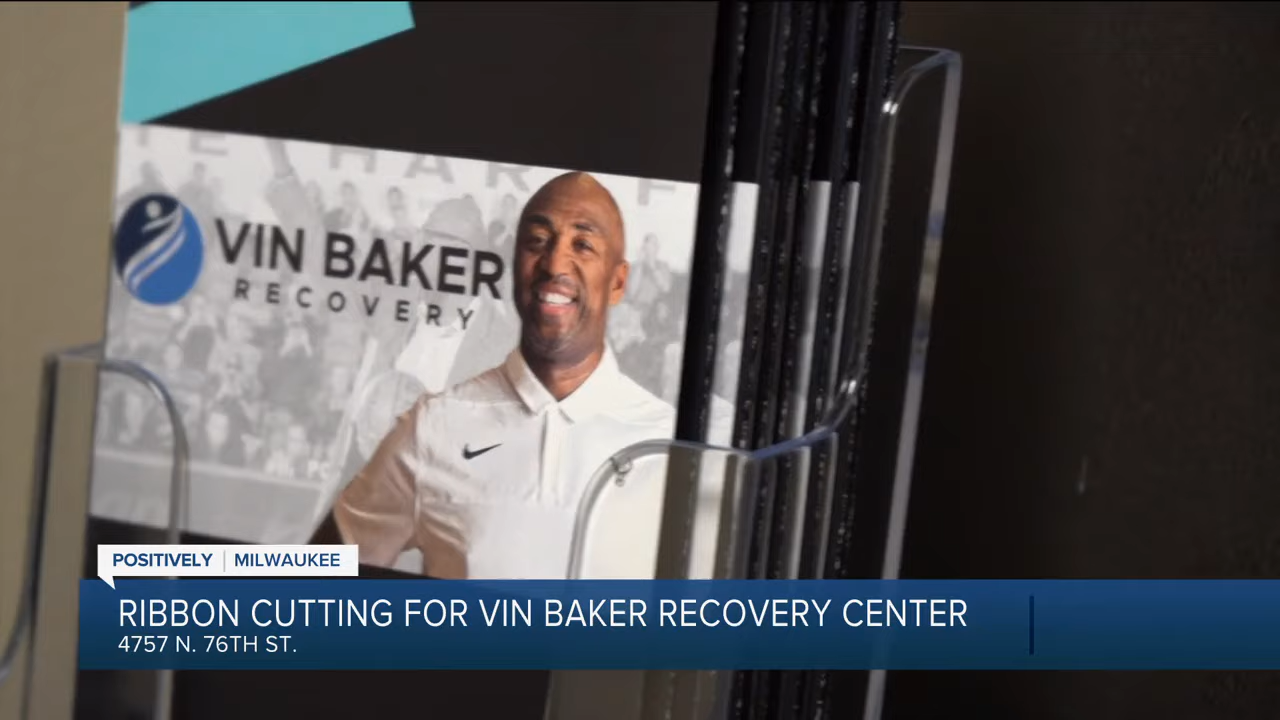 VIN BAKER
RECOVERY
POSITIVELY | MILWAUKEE
RIBBON CUTTING FOR VIN BAKER RECOVERY CENTER
4757 N. 76TH ST.